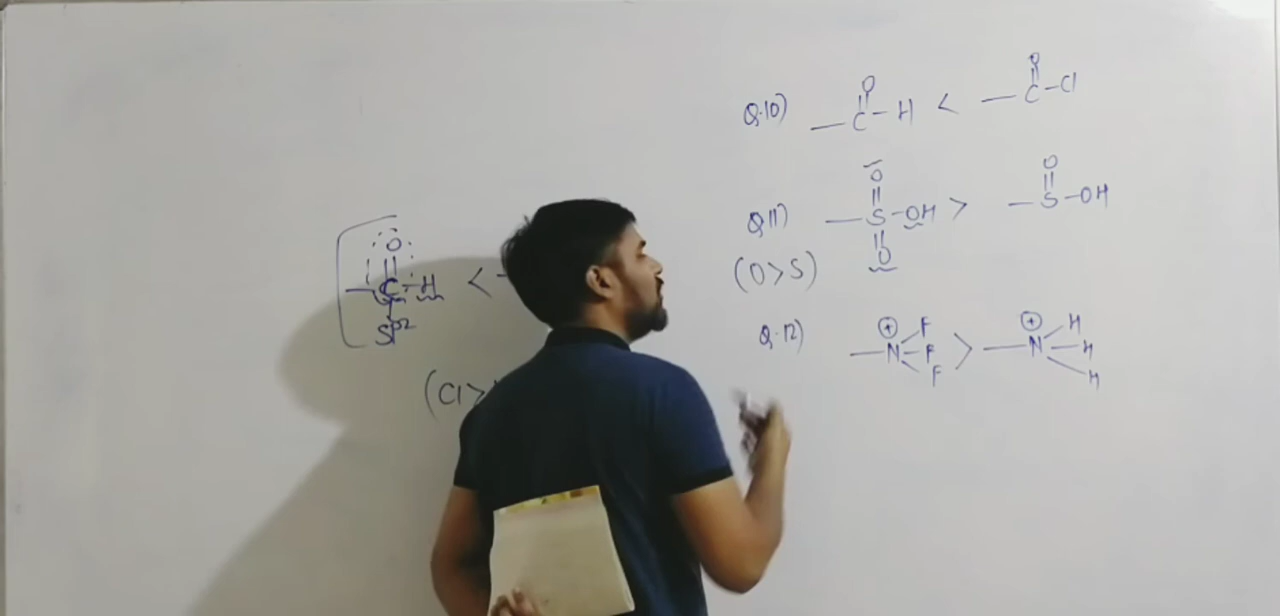 O
C-H <
SP2
(Cl>
Q.10) O O
C-H < C-Cl
Q.11) O O
S-OH > S-OH
O
(O>S)
Q.12) ⊕ F ⊕ H
N-F > N-H
F H